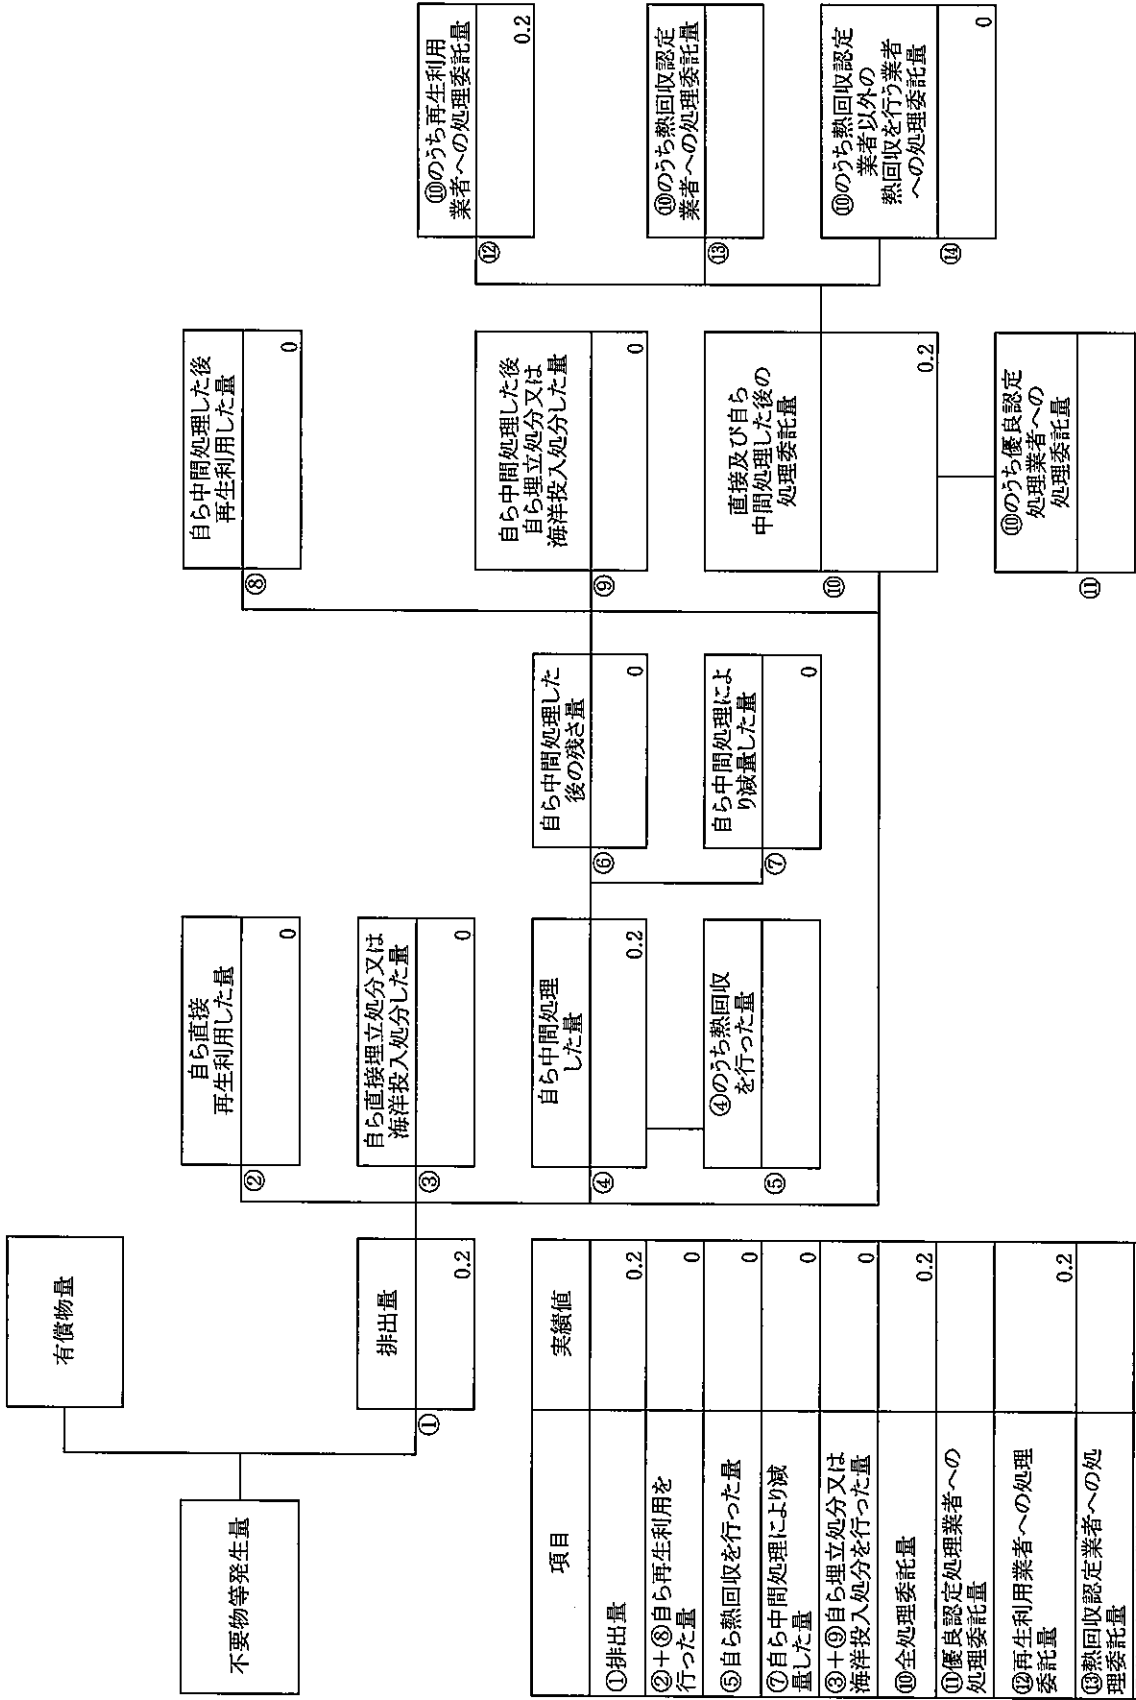 不要物等発生量
有償物量
①
排出量
0.2
②
自ら直接
再生利用した量
0
③
自ら直接埋立処分又は
海洋投入処分した量
0
④
自ら中間処理
した量
0.2
⑤
④のうち熱回収
を行った量
⑥
自ら中間処理した
後の残さ量
0
⑦
自ら中間処理によ
り減量した量
0
⑧
自ら中間処理した後
再生利用した量
0
⑨
自ら中間処理した後
自ら埋立処分又は
海洋投入処分した量
0
⑩
直接及び自ら
中間処理した後の
処理委託量
0.2
⑪
⑩のうち優良認定
処理業者への
処理委託量
⑫
⑩のうち再生利用
業者への処理委託量
0.2
⑬
⑩のうち熱回収認定
業者への処理委託量
⑭
⑩のうち熱回収認定
業者以外の
熱回収を行う業者
への処理委託量
0
項目 実績値
①排出量 0.2
②+⑧自ら再生利用を
行った量 0
⑤自ら熱回収を行った量 0
⑦自ら中間処理により減
量した量 0
③+⑨自ら埋立処分又は
海洋投入処分を行った量 0
⑩全処理委託量 0.2
⑪優良認定処理業者への
処理委託量
⑫再生利用業者への処理
委託量 0.2
⑬熱回収認定業者への処
理委託量